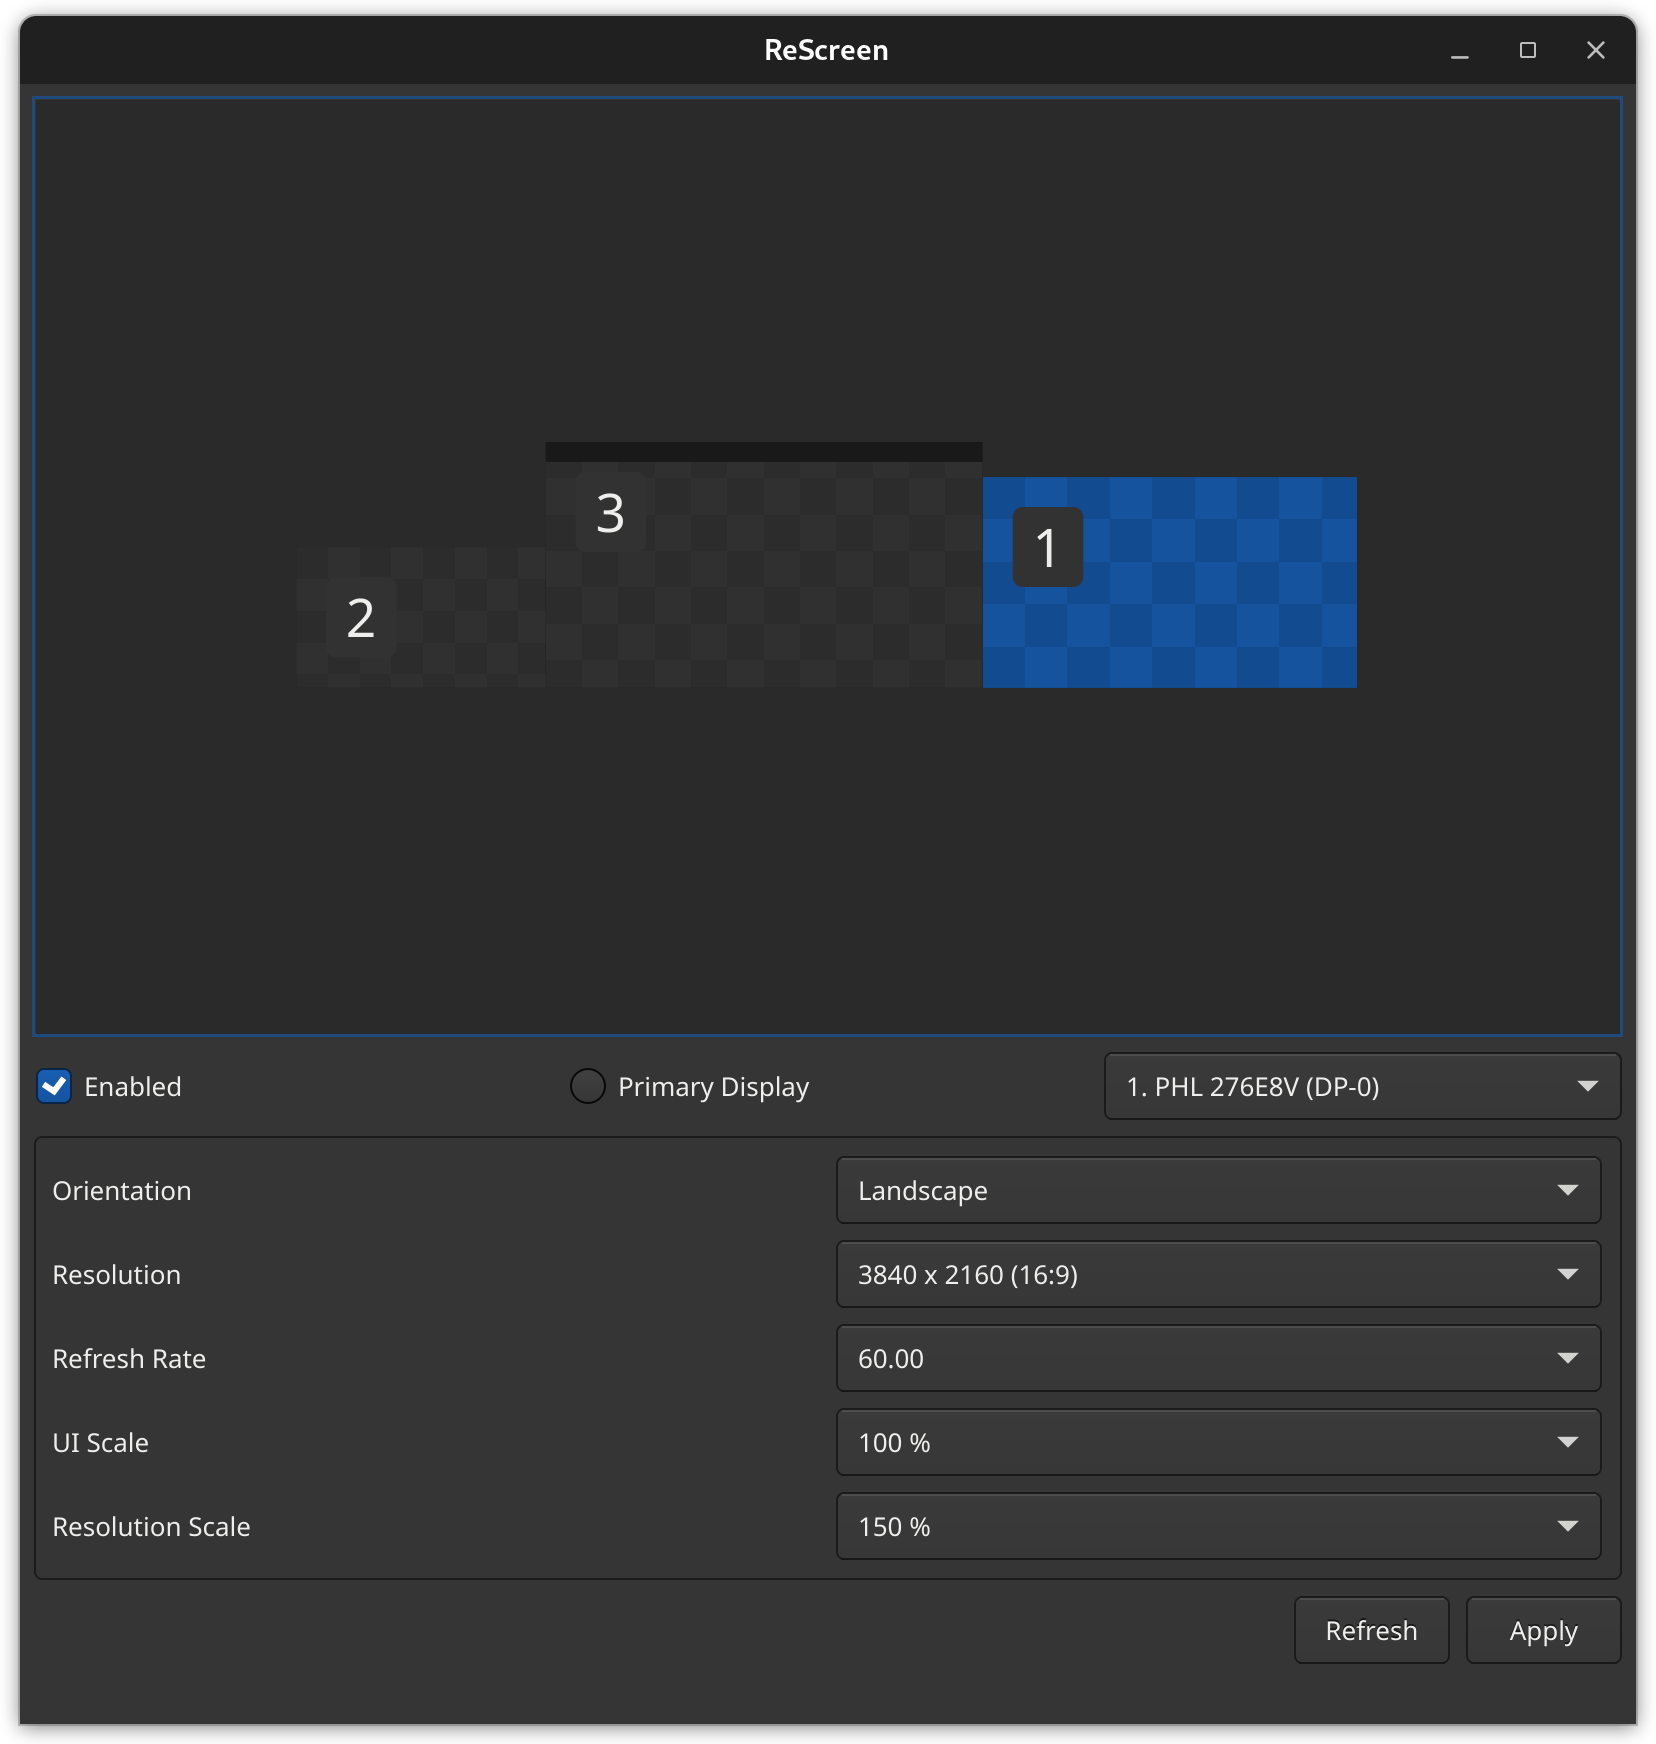 ReScreen
3
1
2
Enabled
Primary Display
1. PHL 276E8V (DP-0)
Orientation
Landscape
Resolution
3840 x 2160 (16:9)
Refresh Rate
60.00
UI Scale
100 %
Resolution Scale
150 %
Refresh
Apply